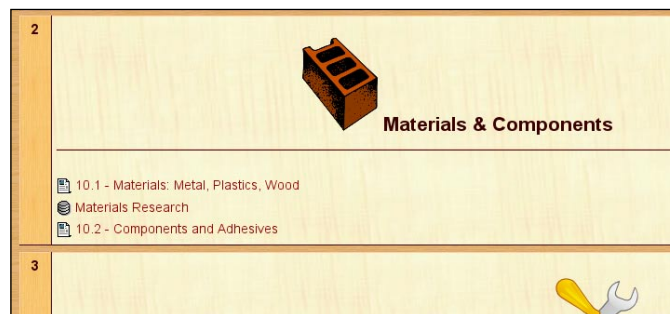 2
Materials & Components
10.1 - Materials: Metal, Plastics, Wood
Materials Research
10.2 - Components and Adhesives
3